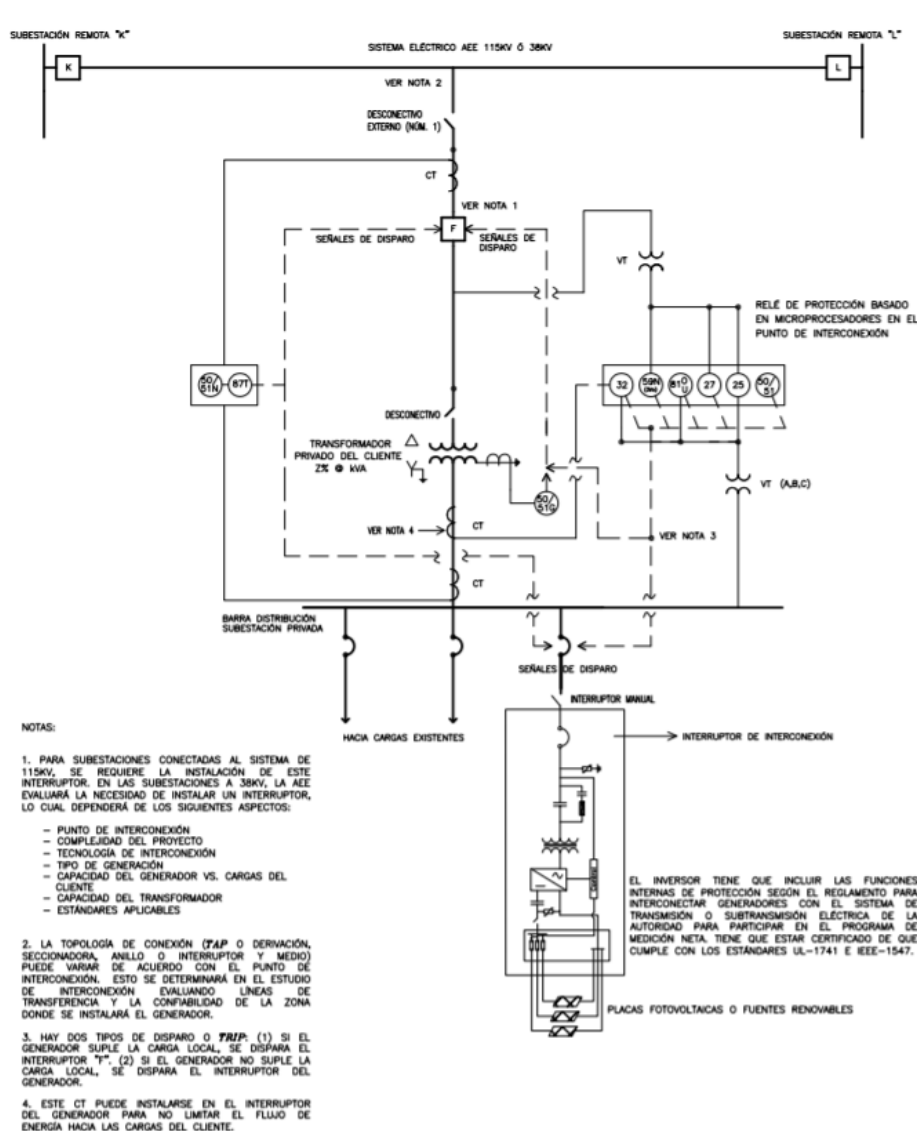 SUBESTACIÓN REMOTA "K"
SUBESTACIÓN REMOTA "L"
SISTEMA ELÉCTRICO AEE 115KV Ó 38KV
K
L
VER NOTA 2
DESCONECTIVO
EXTERNO (NÚM. 1)
CT
VER NOTA 1
F
SEÑALES DE DISPARO
SEÑALES DE
DISPARO
VT
RELÉ DE PROTECCIÓN BASADO
EN MICROPROCESADORES EN EL
PUNTO DE INTERCONEXIÓN
50/
51N
87T
32
59N
81O
U
27
25
50/
51
DESCONECTIVO
TRANSFORMADOR
PRIVADO DEL CLIENTE
Z% @ kVA
50/
51G
VT (A,B,C)
VER NOTA 4
CT
VER NOTA 3
CT
BARRA DISTRIBUCIÓN
SUBESTACIÓN PRIVADA
SEÑALES DE DISPARO
INTERRUPTOR MANUAL
HACIA CARGAS EXISTENTES
INTERRUPTOR DE INTERCONEXIÓN
NOTAS:
1. PARA SUBESTACIONES CONECTADAS AL SISTEMA DE
115KV, SE REQUIERE LA INSTALACIÓN DE ESTE
INTERRUPTOR. EN LAS SUBESTACIONES A 38KV, LA AEE
EVALUARÁ LA NECESIDAD DE INSTALAR UN INTERRUPTOR,
LO CUAL DEPENDERÁ DE LOS SIGUIENTES ASPECTOS:
– PUNTO DE INTERCONEXIÓN
– COMPLEJIDAD DEL PROYECTO
– TECNOLOGÍA DE INTERCONEXIÓN
– TIPO DE GENERACIÓN
– CAPACIDAD DEL GENERADOR VS. CARGAS DEL
CLIENTE
– CAPACIDAD DEL TRANSFORMADOR
– ESTÁNDARES APLICABLES
2. LA TOPOLOGÍA DE CONEXIÓN (TAP O DERIVACIÓN,
SECCIONADORA, ANILLO O INTERRUPTOR Y MEDIO)
PUEDE VARIAR DE ACUERDO CON EL PUNTO DE
INTERCONEXIÓN. ESTO SE DETERMINARÁ EN EL ESTUDIO
DE INTERCONEXIÓN EVALUANDO LÍNEAS DE
TRANSFERENCIA Y LA CONFIABILIDAD DE LA ZONA
DONDE SE INSTALARÁ EL GENERADOR.
3. HAY DOS TIPOS DE DISPARO O TRIP: (1) SI EL
GENERADOR SUPLE LA CARGA LOCAL, SE DISPARA EL
INTERRUPTOR "F". (2) SI EL GENERADOR NO SUPLE LA
CARGA LOCAL, SE DISPARA EL INTERRUPTOR DEL
GENERADOR.
4. ESTE CT PUEDE INSTALARSE EN EL INTERRUPTOR
DEL GENERADOR PARA NO LIMITAR EL FLUJO DE
ENERGÍA HACIA LAS CARGAS DEL CLIENTE.
EL INVERSOR TIENE QUE INCLUIR LAS FUNCIONES
INTERNAS DE PROTECCIÓN SEGÚN EL REGLAMENTO PARA
INTERCONECTAR GENERADORES CON EL SISTEMA DE
TRANSMISIÓN O SUBTRANSMISIÓN ELÉCTRICA DE LA
AUTORIDAD PARA PARTICIPAR EN EL PROGRAMA DE
MEDICIÓN NETA. TIENE QUE ESTAR CERTIFICADO DE QUE
CUMPLE CON LOS ESTÁNDARES UL–1741 E IEEE–1547.
PLACAS FOTOVOLTAICAS O FUENTES RENOVABLES